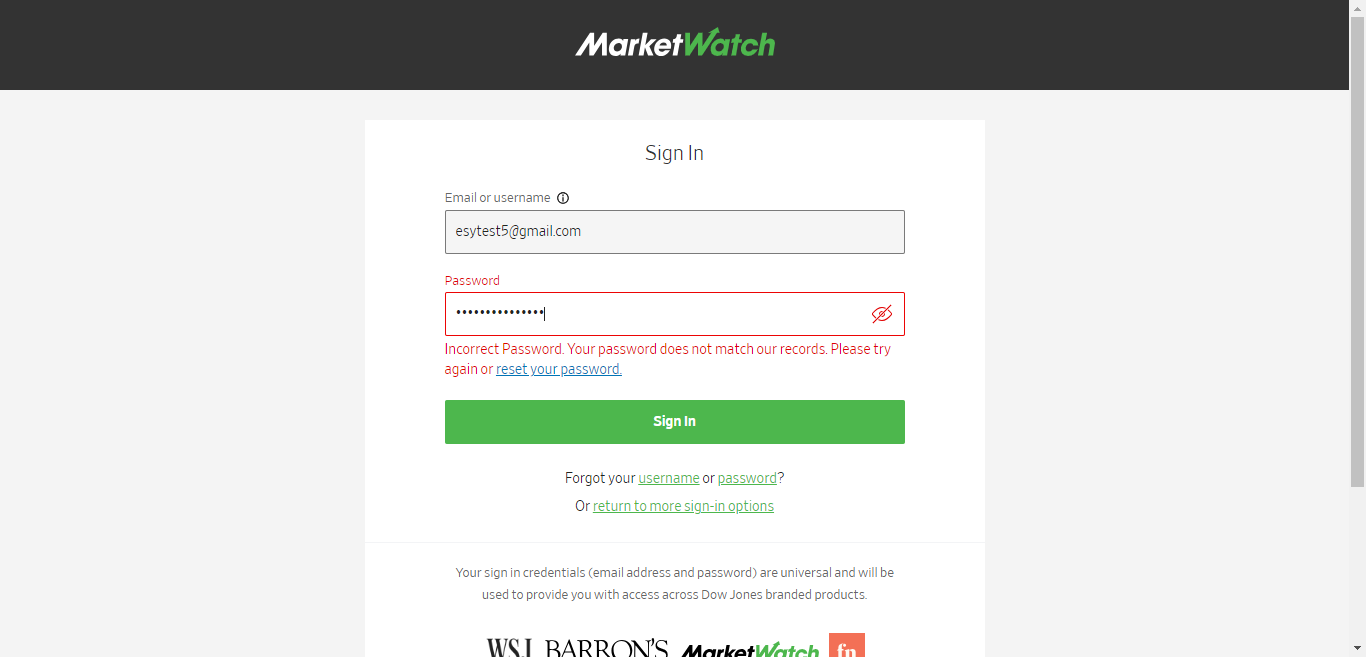 MarketWatch
Sign In
Email or username
esytest5@gmail.com
Password
•••••••••••••••
Incorrect Password. Your password does not match our records. Please try
again or reset your password.
Sign In
Forgot your username or password?
Or return to more sign-in options
Your sign in credentials (email address and password) are universal and will be
used to provide you with access across Dow Jones branded products.
WSJ BARRON'S MarketWatch fn